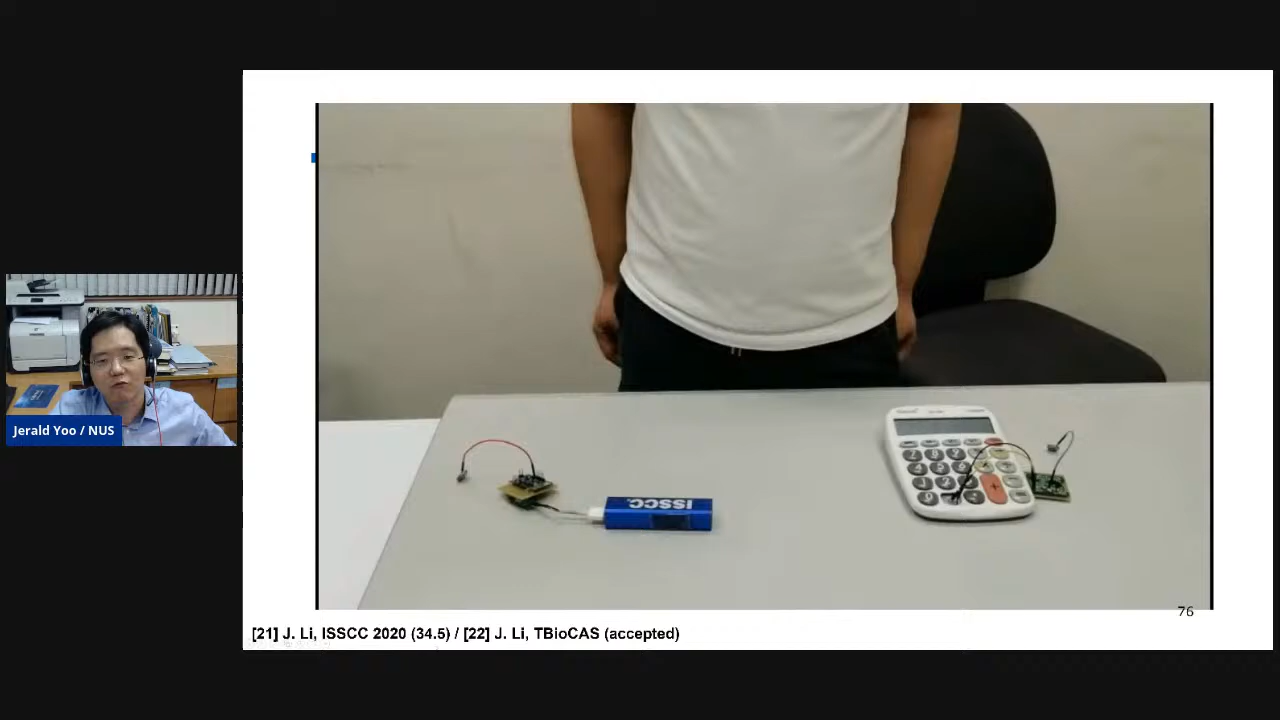 ISSCC
76
Jerald Yoo / NUS
[21] J. Li, ISSCC 2020 (34.5) / [22] J. Li, TBioCAS (accepted)